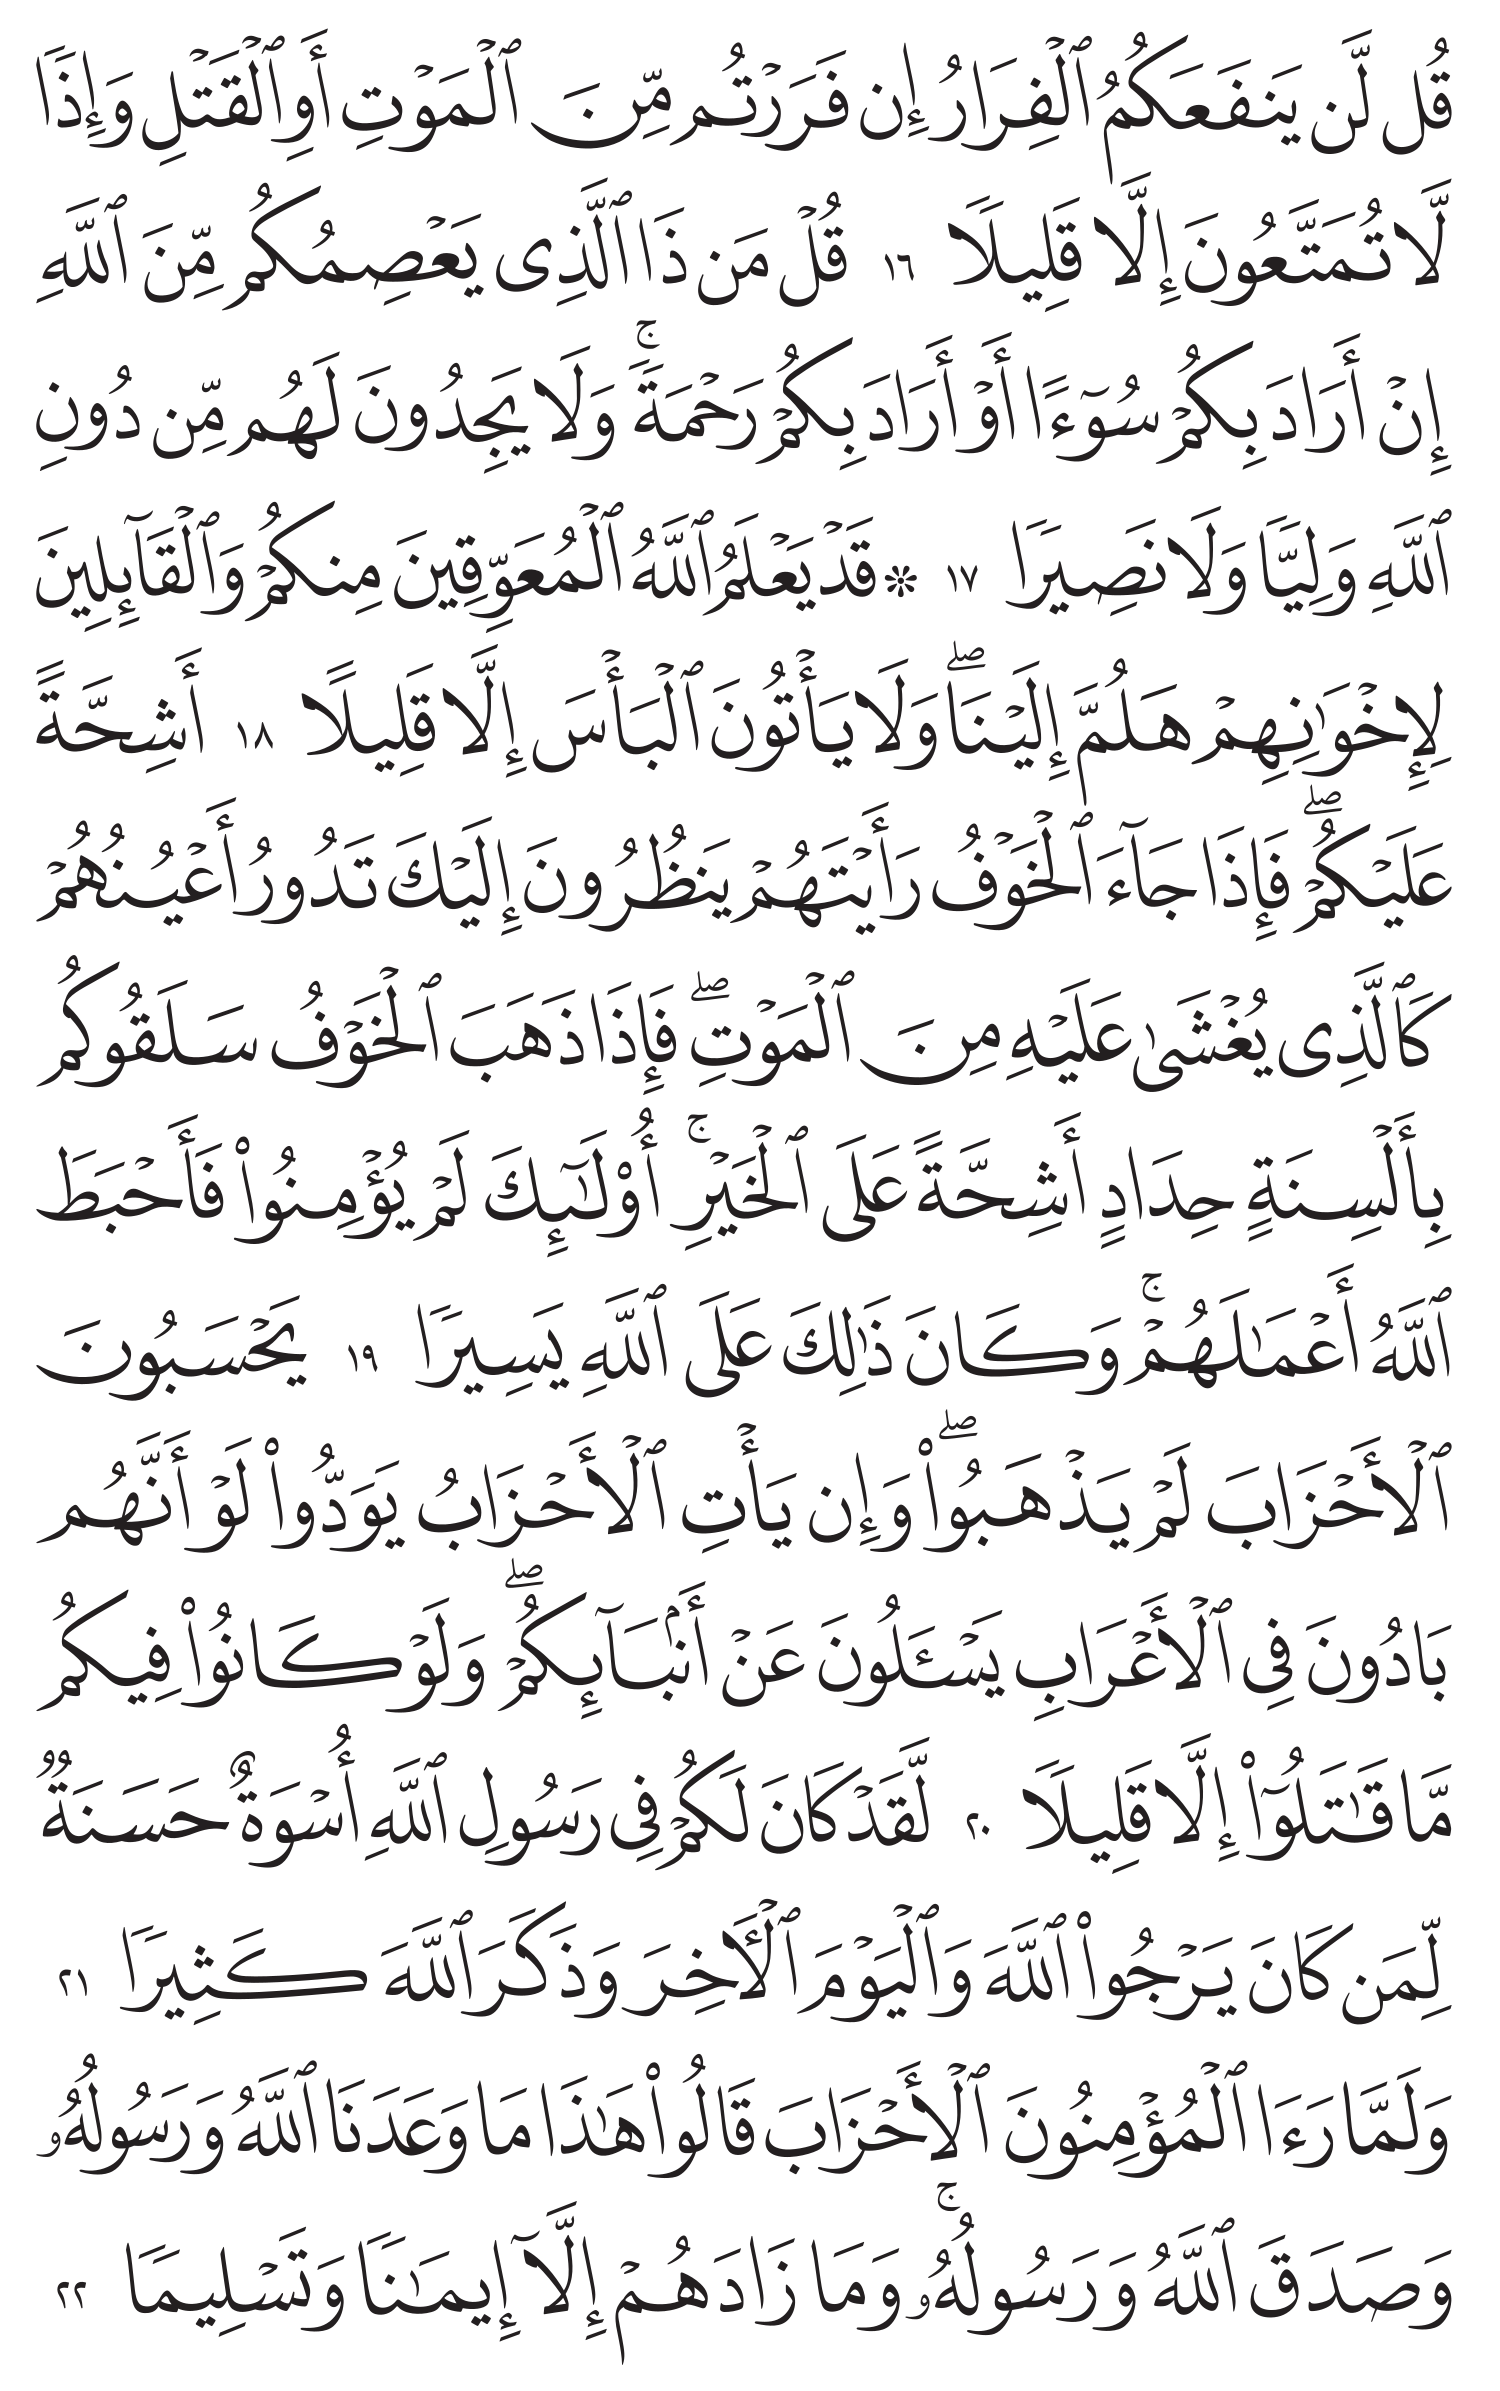 قُل لَّن يَنفَعَكُمُ ٱلْفِرَارُ إِن فَرَرْتُم مِّنَ ٱلْمَوْتِ أَوِ ٱلْقَتْلِ وَإِذًا
لَّا تُمَتَّعُونَ إِلَّا قَلِيلًا ١٦ قُلْ مَن ذَا ٱلَّذِى يَعْصِمُكُم مِّنَ ٱللَّهِ
إِنْ أَرَادَ بِكُمْ سُوٓءًا أَوْ أَرَادَ بِكُمْ رَحْمَةً ۚ وَلَا يَجِدُونَ لَهُم مِّن دُونِ
ٱللَّهِ وَلِيًّا وَلَا نَصِيرًا ١٧ ۞ قَدْ يَعْلَمُ ٱللَّهُ ٱلْمُعَوِّقِينَ مِنكُمْ وَٱلْقَآئِلِينَ
لِإِخْوَٰنِهِمْ هَلُمَّ إِلَيْنَا ۖ وَلَا يَأْتُونَ ٱلْبَأْسَ إِلَّا قَلِيلًا ١٨ أَشِحَّةً
عَلَيْكُمْ ۖ فَإِذَا جَآءَ ٱلْخَوْفُ رَأَيْتَهُمْ يَنظُرُونَ إِلَيْكَ تَدُورُ أَعْيُنُهُمْ
كَٱلَّذِى يُغْشَىٰ عَلَيْهِ مِنَ ٱلْمَوْتِ ۖ فَإِذَا ذَهَبَ ٱلْخَوْفُ سَلَقُوكُم
بِأَلْسِنَةٍ حِدَادٍ أَشِحَّةً عَلَى ٱلْخَيْرِ ۚ أُو۟لَٰٓئِكَ لَمْ يُؤْمِنُوا۟ فَأَحْبَطَ
ٱللَّهُ أَعْمَٰلَهُمْ ۚ وَكَانَ ذَٰلِكَ عَلَى ٱللَّهِ يَسِيرًا ١٩ يَحْسَبُونَ
ٱلْأَحْزَابَ لَمْ يَذْهَبُوا۟ ۖ وَإِن يَأْتِ ٱلْأَحْزَابُ يَوَدُّوا۟ لَوْ أَنَّهُم
بَادُونَ فِى ٱلْأَعْرَابِ يَسْـَٔلُونَ عَنْ أَنۢبَآئِكُمْ ۖ وَلَوْ كَانُوا۟ فِيكُم
مَّا قَٰتَلُوٓا۟ إِلَّا قَلِيلًا ٢٠ لَّقَدْ كَانَ لَكُمْ فِى رَسُولِ ٱللَّهِ أُسْوَةٌ حَسَنَةٌ
لِّمَن كَانَ يَرْجُوا۟ ٱللَّهَ وَٱلْيَوْمَ ٱلْـَٔاخِرَ وَذَكَرَ ٱللَّهَ كَثِيرًا ٢١
وَلَمَّا رَءَا ٱلْمُؤْمِنُونَ ٱلْأَحْزَابَ قَالُوا۟ هَٰذَا مَا وَعَدَنَا ٱللَّهُ وَرَسُولُهُۥ
وَصَدَقَ ٱللَّهُ وَرَسُولُهُۥ ۚ وَمَا زَادَهُمْ إِلَّآ إِيمَٰنًا وَتَسْلِيمًا ٢٢